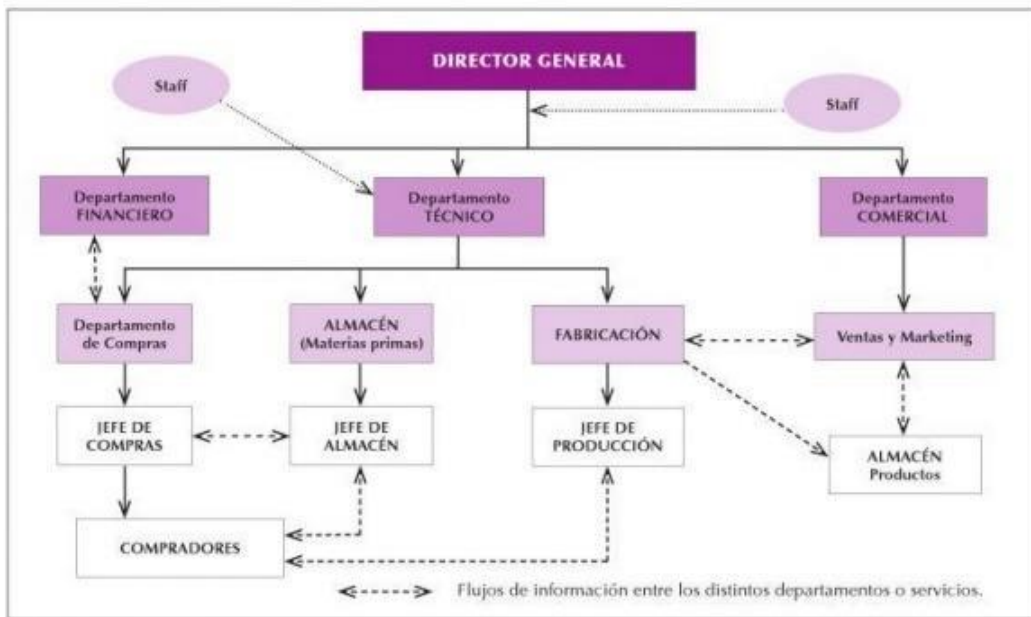 DIRECTOR GENERAL
Staff
Staff
Departamento
FINANCIERO
Departamento
TÉCNICO
Departamento
COMERCIAL
Departamento
de Compras
ALMACÉN
(Materias primas)
FABRICACIÓN
Ventas y Marketing
JEFE DE
COMPRAS
JEFE DE
ALMACÉN
JEFE DE
PRODUCCIÓN
ALMACÉN
Productos
COMPRADORES
Flujos de información entre los distintos departamentos o servicios.